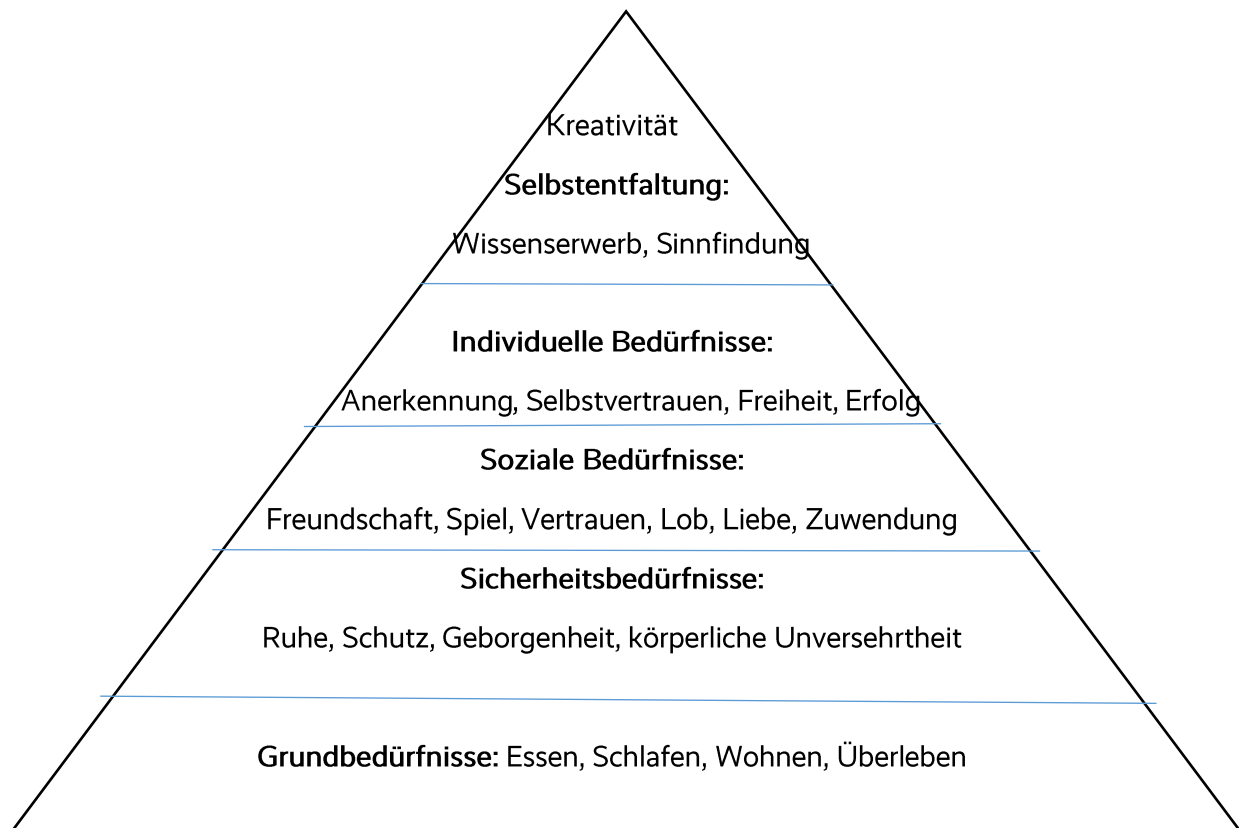 Kreativität
Selbstentfaltung:
Wissenserwerb, Sinnfindung
Individuelle Bedürfnisse:
Anerkennung, Selbstvertrauen, Freiheit, Erfolg
Soziale Bedürfnisse:
Freundschaft, Spiel, Vertrauen, Lob, Liebe, Zuwendung
Sicherheitsbedürfnisse:
Ruhe, Schutz, Geborgenheit, körperliche Unversehrtheit
Grundbedürfnisse: Essen, Schlafen, Wohnen, Überleben